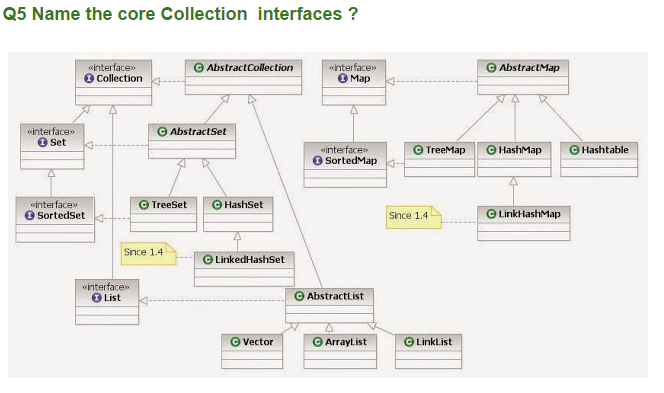 Q5 Name the core Collection interfaces ?
«interface»
I Collection
C AbstractCollection
«interface»
I Map
C AbstractMap
«interface»
I Set
C AbstractSet
«interface»
I SortedMap
C TreeMap
C HashMap
C Hashtable
«interface»
I SortedSet
C TreeSet
C HashSet
Since 1.4
C LinkHashMap
Since 1.4
C LinkedHashSet
«interface»
I List
C AbstractList
C Vector
C ArrayList
C LinkList